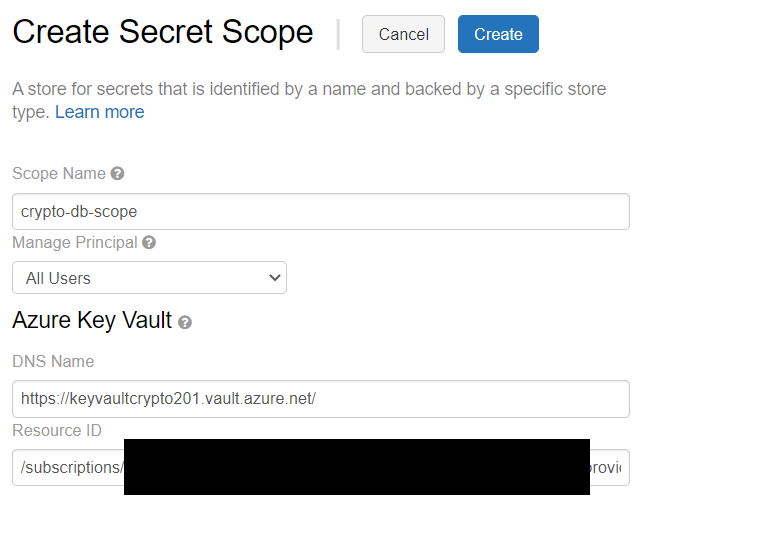 Create Secret Scope | Cancel Create
A store for secrets that is identified by a name and backed by a specific store
type. Learn more
Scope Name ?
crypto-db-scope
Manage Principal ?
All Users
Azure Key Vault ?
DNS Name
https://keyvaultcrypto201.vault.azure.net/
Resource ID
/subscriptions/